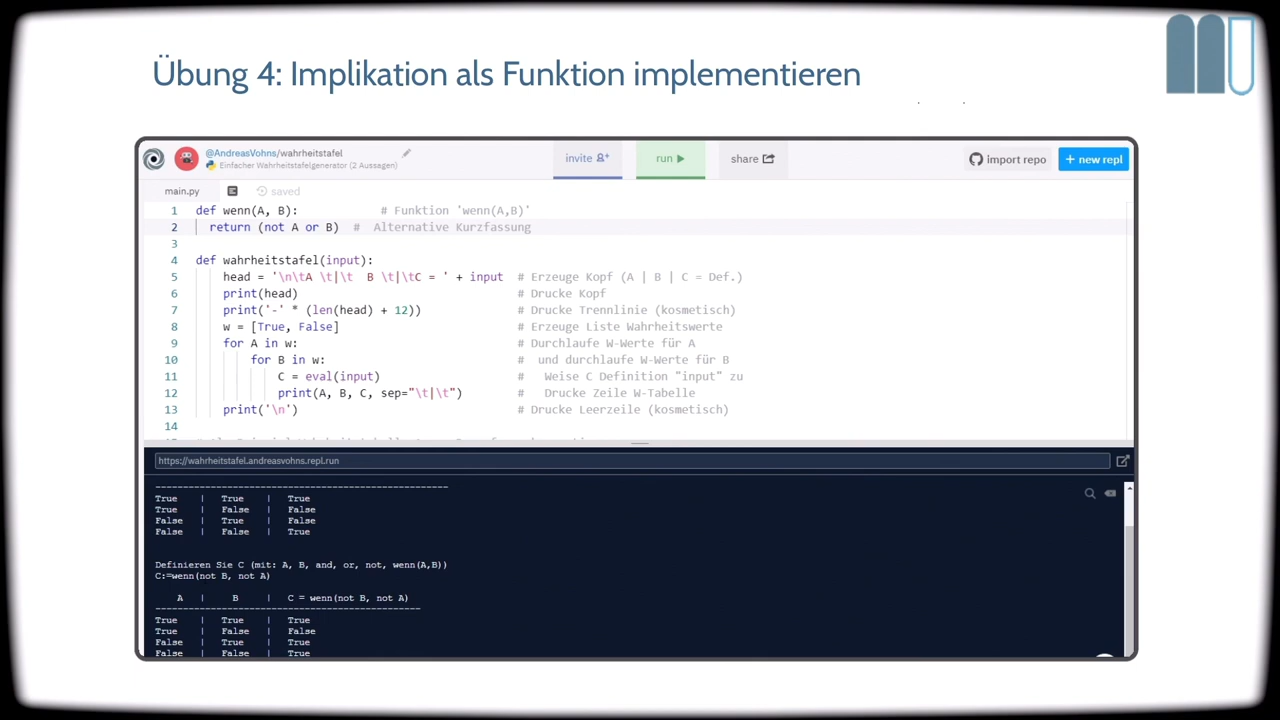 Übung 4: Implikation als Funktion implementieren
@AndreasVohns/wahrheitstafel
Einfacher Wahrheitstafelgenerator (2 Aussagen)
invite
run
share
import repo
+ new repl
main.py
saved
1 def wenn(A, B): # Funktion 'wenn(A,B)'
2 return (not A or B) # Alternative Kurzfassung
3
4 def wahrheitstafel(input):
5 head = '\n\tA \t|\t B \t|\tC = ' + input # Erzeuge Kopf (A | B | C = Def.)
6 print(head) # Drucke Kopf
7 print('-' * (len(head) + 12)) # Drucke Trennlinie (kosmetisch)
8 w = [True, False] # Erzeuge Liste Wahrheitswerte
9 for A in w: # Durchlaufe W-Werte für A
10 for B in w: # und durchlaufe W-Werte für B
11 C = eval(input) # Weise C Definition "input" zu
12 print(A, B, C, sep="\t|\t") # Drucke Zeile W-Tabelle
13 print('\n') # Drucke Leerzeile (kosmetisch)
14
https://wahrheitstafel.andreasvohns.repl.run
-----------------------------------------------------
True | True | True
True | False | False
False | True | False
False | False | True
Definieren Sie C (mit: A, B, and, or, not, wenn(A,B))
C:=wenn(not B, not A)
A | B | C = wenn(not B, not A)
------------------------------------------------
True | True | True
True | False | False
False | True | True
False | False | True